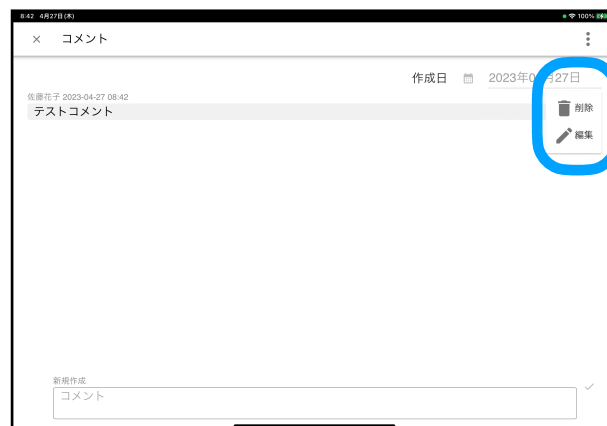 8:42 4月27日(木)
100%
× コメント
作成日 2023年0 月27日
佐藤花子 2023-04-27 08:42
テストコメント
削除
編集
新規作成
コメント